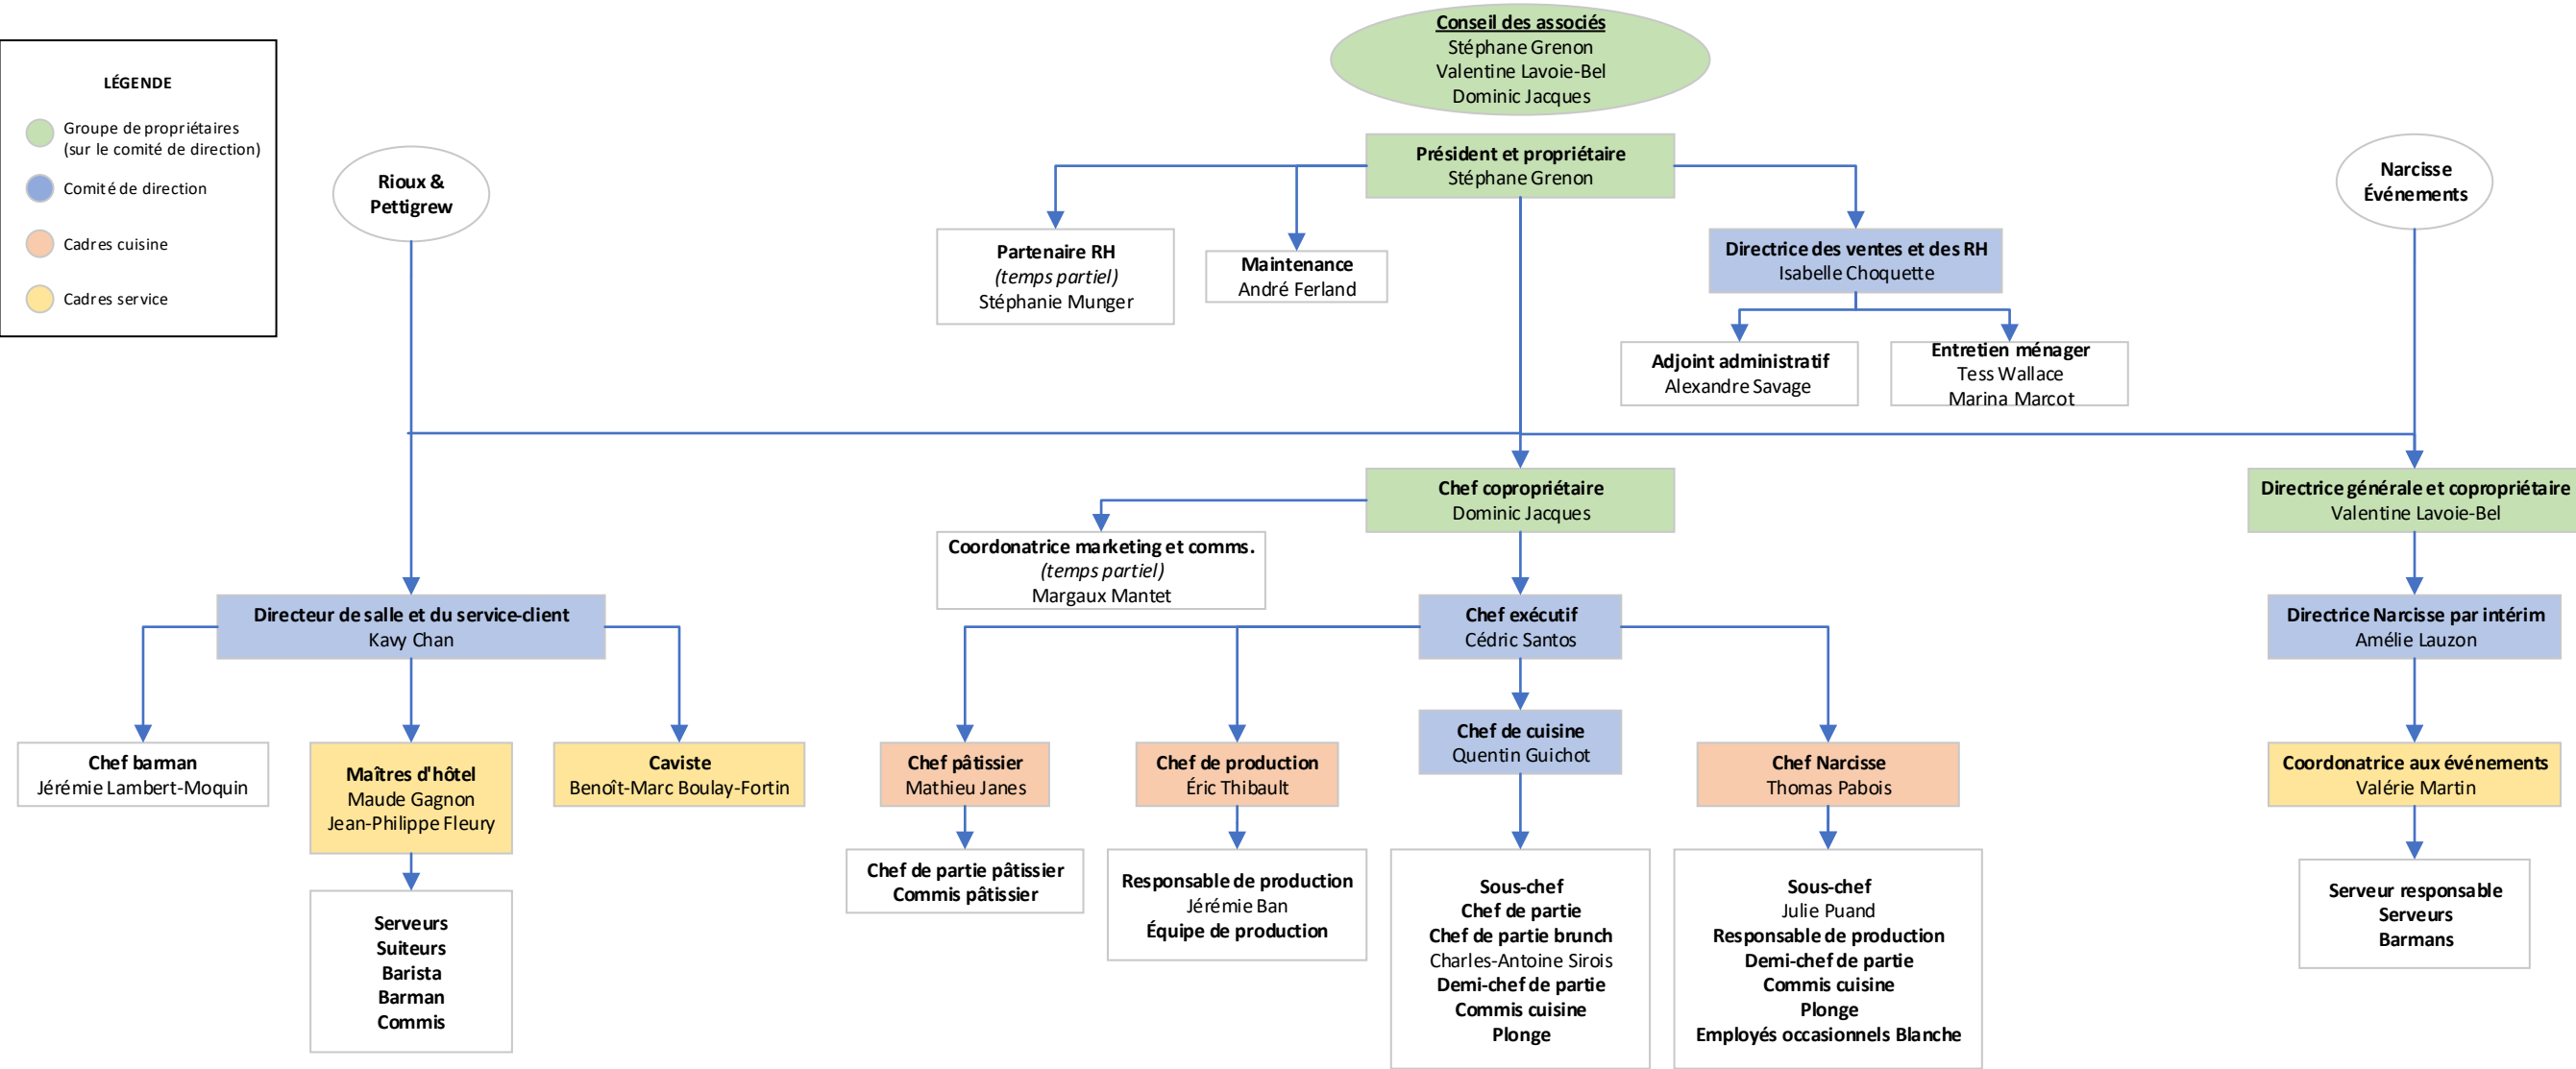 Conseil des associés
Stéphane Grenon
Valentine Lavoie-Bel
Dominic Jacques
LÉGENDE
Groupe de propriétaires
(sur le comité de direction)
Comité de direction
Cadres cuisine
Cadres service
Rioux &
Pettigrew
Président et propriétaire
Stéphane Grenon
Narcisse
Événements
Partenaire RH
(temps partiel)
Stéphanie Munger
Maintenance
André Ferland
Directrice des ventes et des RH
Isabelle Choquette
Adjoint administratif
Alexandre Savage
Entretien ménager
Tess Wallace
Marina Marcot
Chef copropriétaire
Dominic Jacques
Directrice générale et copropriétaire
Valentine Lavoie-Bel
Coordonatrice marketing et comms.
(temps partiel)
Margaux Mantet
Directeur de salle et du service-client
Kavy Chan
Chef exécutif
Cédric Santos
Directrice Narcisse par intérim
Amélie Lauzon
Chef barman
Jérémie Lambert-Moquin
Maîtres d'hôtel
Maude Gagnon
Jean-Philippe Fleury
Caviste
Benoît-Marc Boulay-Fortin
Chef pâtissier
Mathieu Janes
Chef de production
Éric Thibault
Chef de cuisine
Quentin Guichot
Chef Narcisse
Thomas Pabois
Coordonatrice aux événements
Valérie Martin
Serveurs
Suiteurs
Barista
Barman
Commis
Chef de partie pâtissier
Commis pâtissier
Responsable de production
Jérémie Ban
Équipe de production
Sous-chef
Chef de partie
Chef de partie brunch
Charles-Antoine Sirois
Demi-chef de partie
Commis cuisine
Plonge
Sous-chef
Julie Puand
Responsable de production
Demi-chef de partie
Commis cuisine
Plonge
Employés occasionnels Blanche
Serveur responsable
Serveurs
Barmans